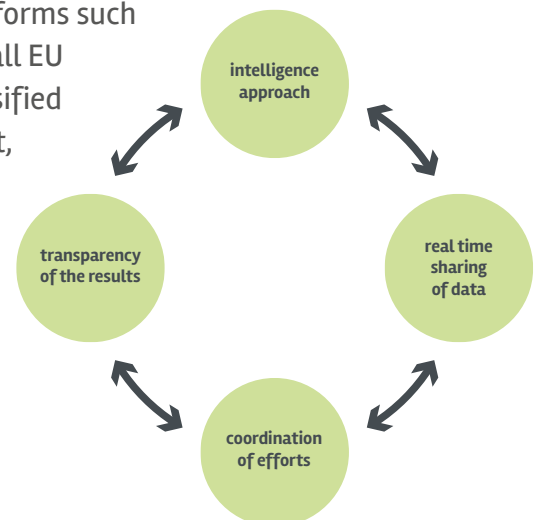 forms such
all EU
sified
t,
intelligence
approach
transparency
of the results
real time
sharing
of data
coordination
of efforts